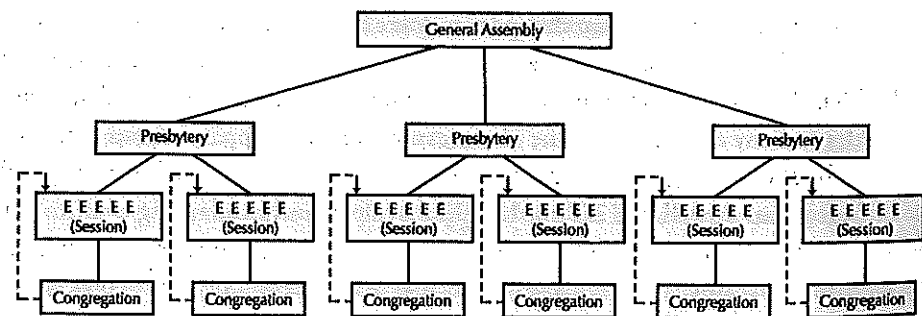 General Assembly
Presbytery
Presbytery
Presbytery
E E E E E
(Session)
E E E E E
(Session)
E E E E E
(Session)
E E E E E
(Session)
E E E E E
(Session)
E E E E E
(Session)
Congregation
Congregation
Congregation
Congregation
Congregation
Congregation